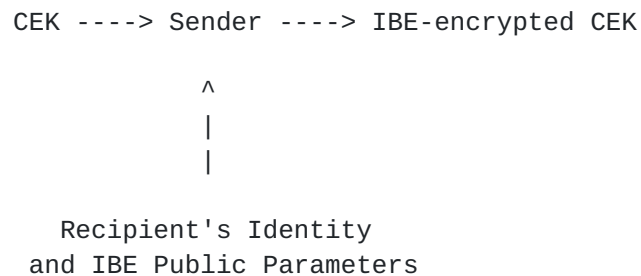 CEK ----> Sender ----> IBE-encrypted CEK
^
|
|
Recipient's Identity
and IBE Public Parameters